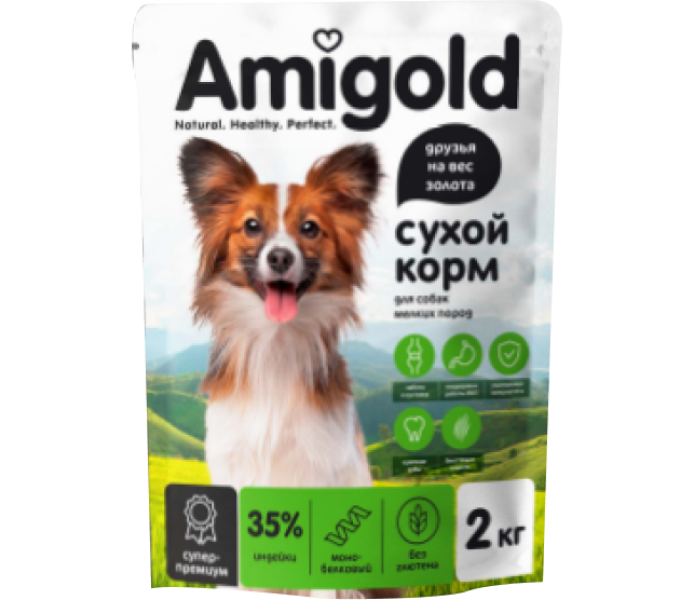 Amigold
Natural. Healthy. Perfect.
друзья
на вес
золота
сухой
корм
для собак
мелких пород
супер-
премиум
35%
индейки
моно-
белковый
без
глютена
2 кг